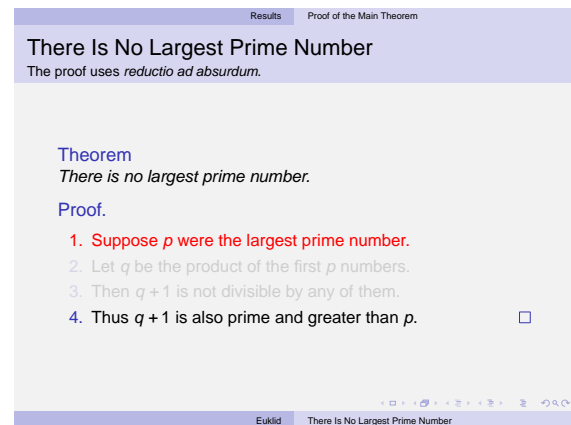 Results Proof of the Main Theorem
There Is No Largest Prime Number
The proof uses reductio ad absurdum.
Theorem
There is no largest prime number.
Proof.
1. Suppose p were the largest prime number.
2. Let q be the product of the first p numbers.
3. Then q + 1 is not divisible by any of them.
4. Thus q + 1 is also prime and greater than p.
Euklid There Is No Largest Prime Number